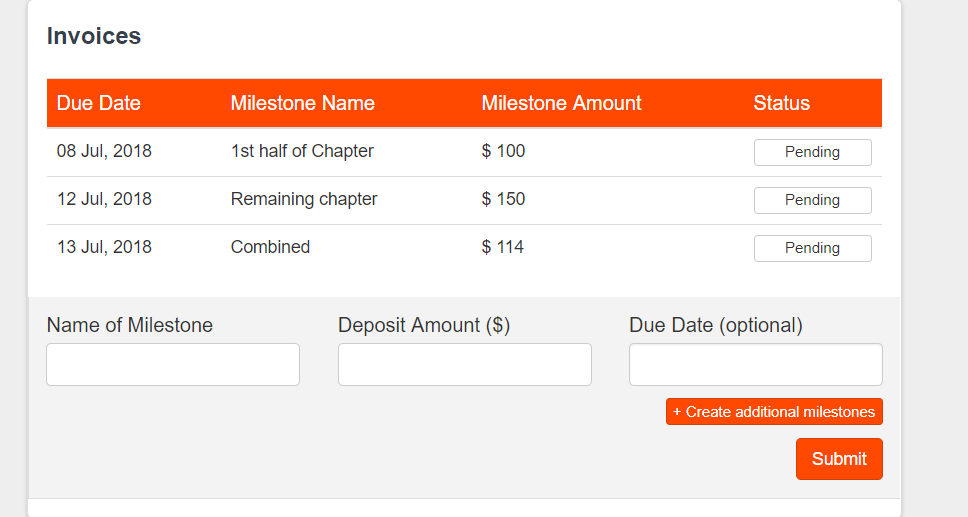 Invoices
Due Date Milestone Name Milestone Amount Status
08 Jul, 2018 1st half of Chapter $ 100 Pending
12 Jul, 2018 Remaining chapter $ 150 Pending
13 Jul, 2018 Combined $ 114 Pending
Name of Milestone Deposit Amount ($) Due Date (optional)
+ Create additional milestones
Submit